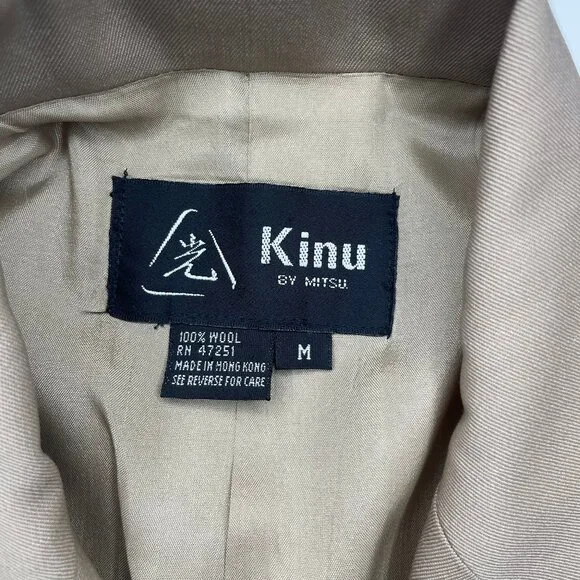 光
Kinu
BY MITSU.
100% WOOL
RN 47251
MADE IN HONG KONG
SEE REVERSE FOR CARE
M